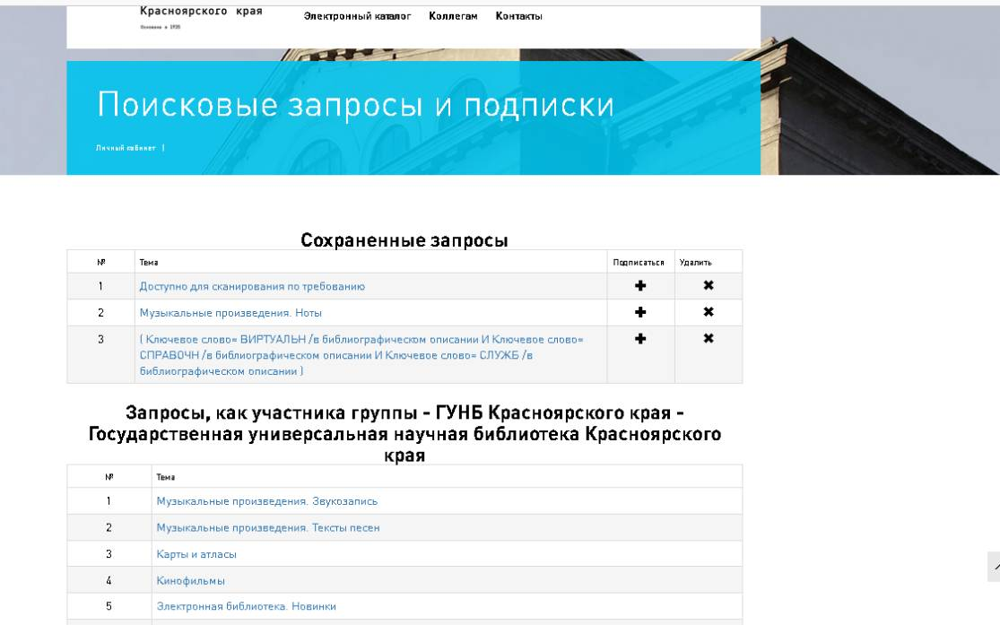 Красноярского края
Основана в 1935
Электронный каталог Коллегам Контакты
Поисковые запросы и подписки
Личный кабинет |
Сохраненные запросы
№ Тема Подписаться Удалить
1 Доступно для сканирования по требованию
2 Музыкальные произведения. Ноты
3 ( Ключевое слово= ВИРТУАЛЬН /в библиографическом описании И Ключевое слово=
СПРАВОЧН /в библиографическом описании И Ключевое слово= СЛУЖБ /в
библиографическом описании )
Запросы, как участника группы - ГУНБ Красноярского края -
Государственная универсальная научная библиотека Красноярского
края
№ Тема
1 Музыкальные произведения. Звукозапись
2 Музыкальные произведения. Тексты песен
3 Карты и атласы
4 Кинофильмы
5 Электронная библиотека. Новинки